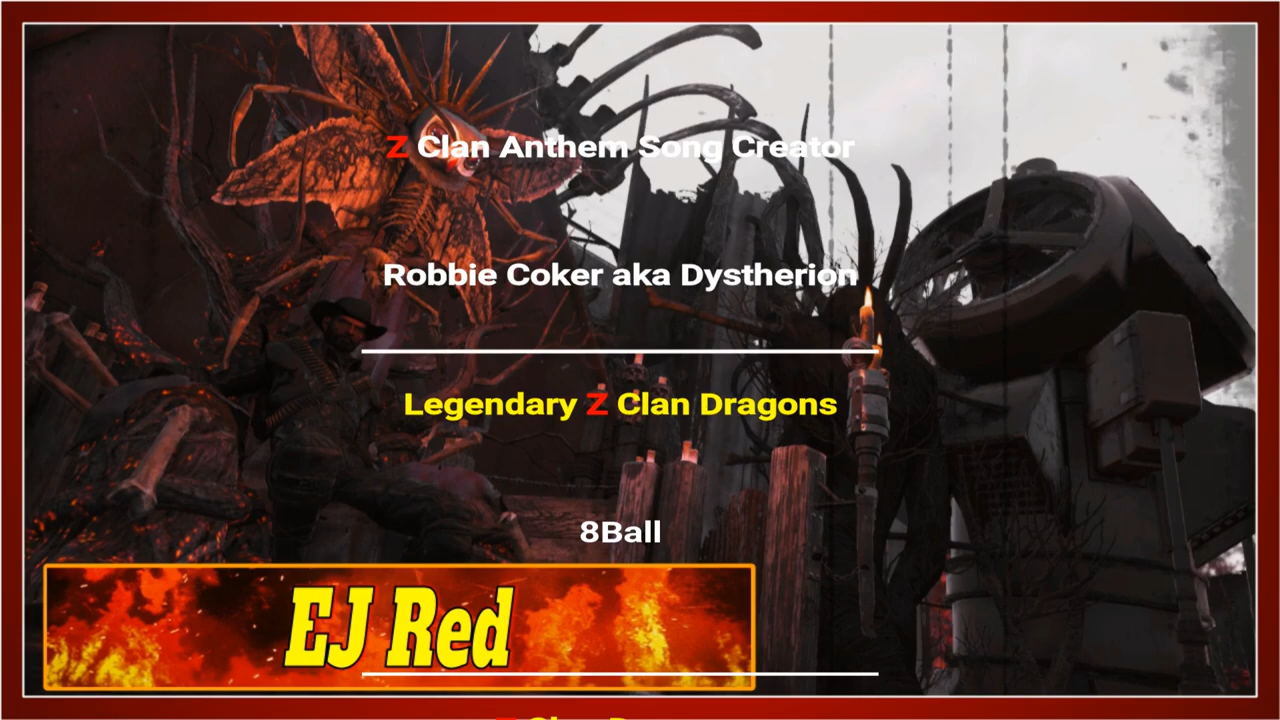 Z Clan Anthem Song Creator
Robbie Coker aka Dystherion
Legendary Z Clan Dragons
8Ball
EJ Red